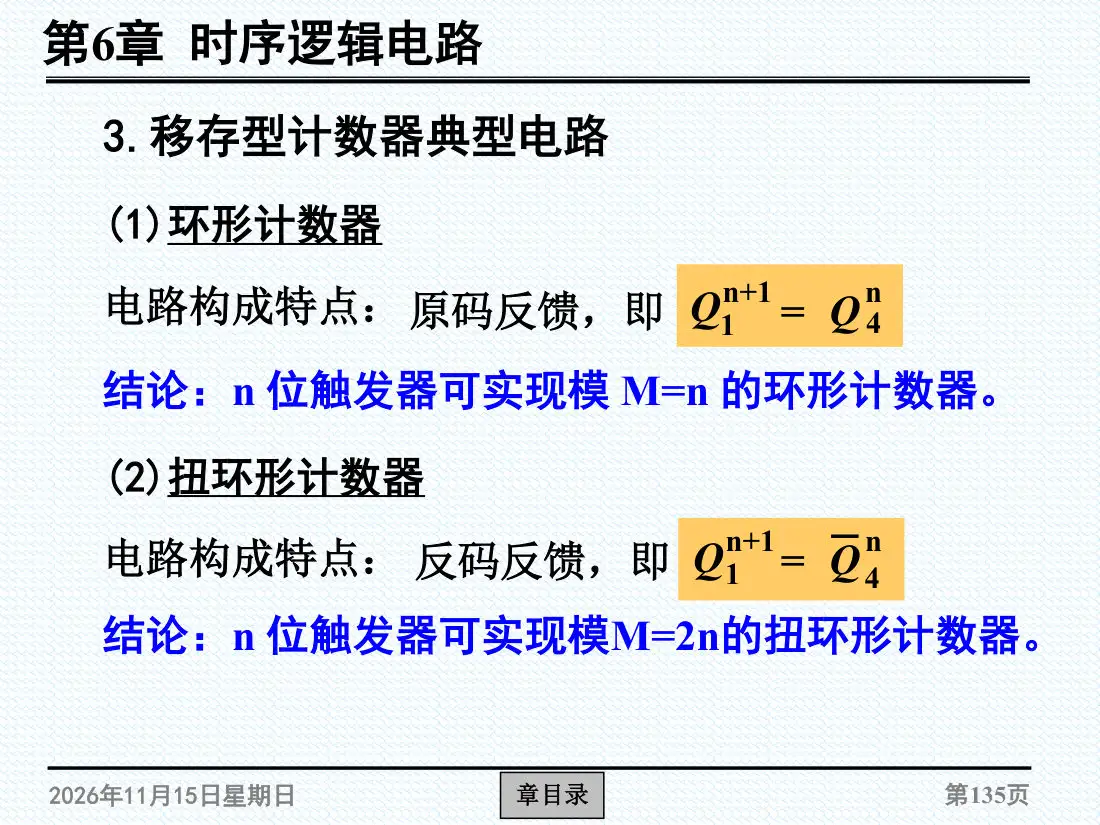 第6章 时序逻辑电路
3.移存型计数器典型电路
(1)环形计数器
电路构成特点： 原码反馈，即 Q₁ⁿ⁺¹ = Q₄ⁿ
结论：n 位触发器可实现模 M=n 的环形计数器。
(2)扭环形计数器
电路构成特点： 反码反馈，即 Q₁ⁿ⁺¹ = Q̅₄ⁿ
结论：n 位触发器可实现模M=2n的扭环形计数器。
2026年11月15日星期日 章目录 第135页